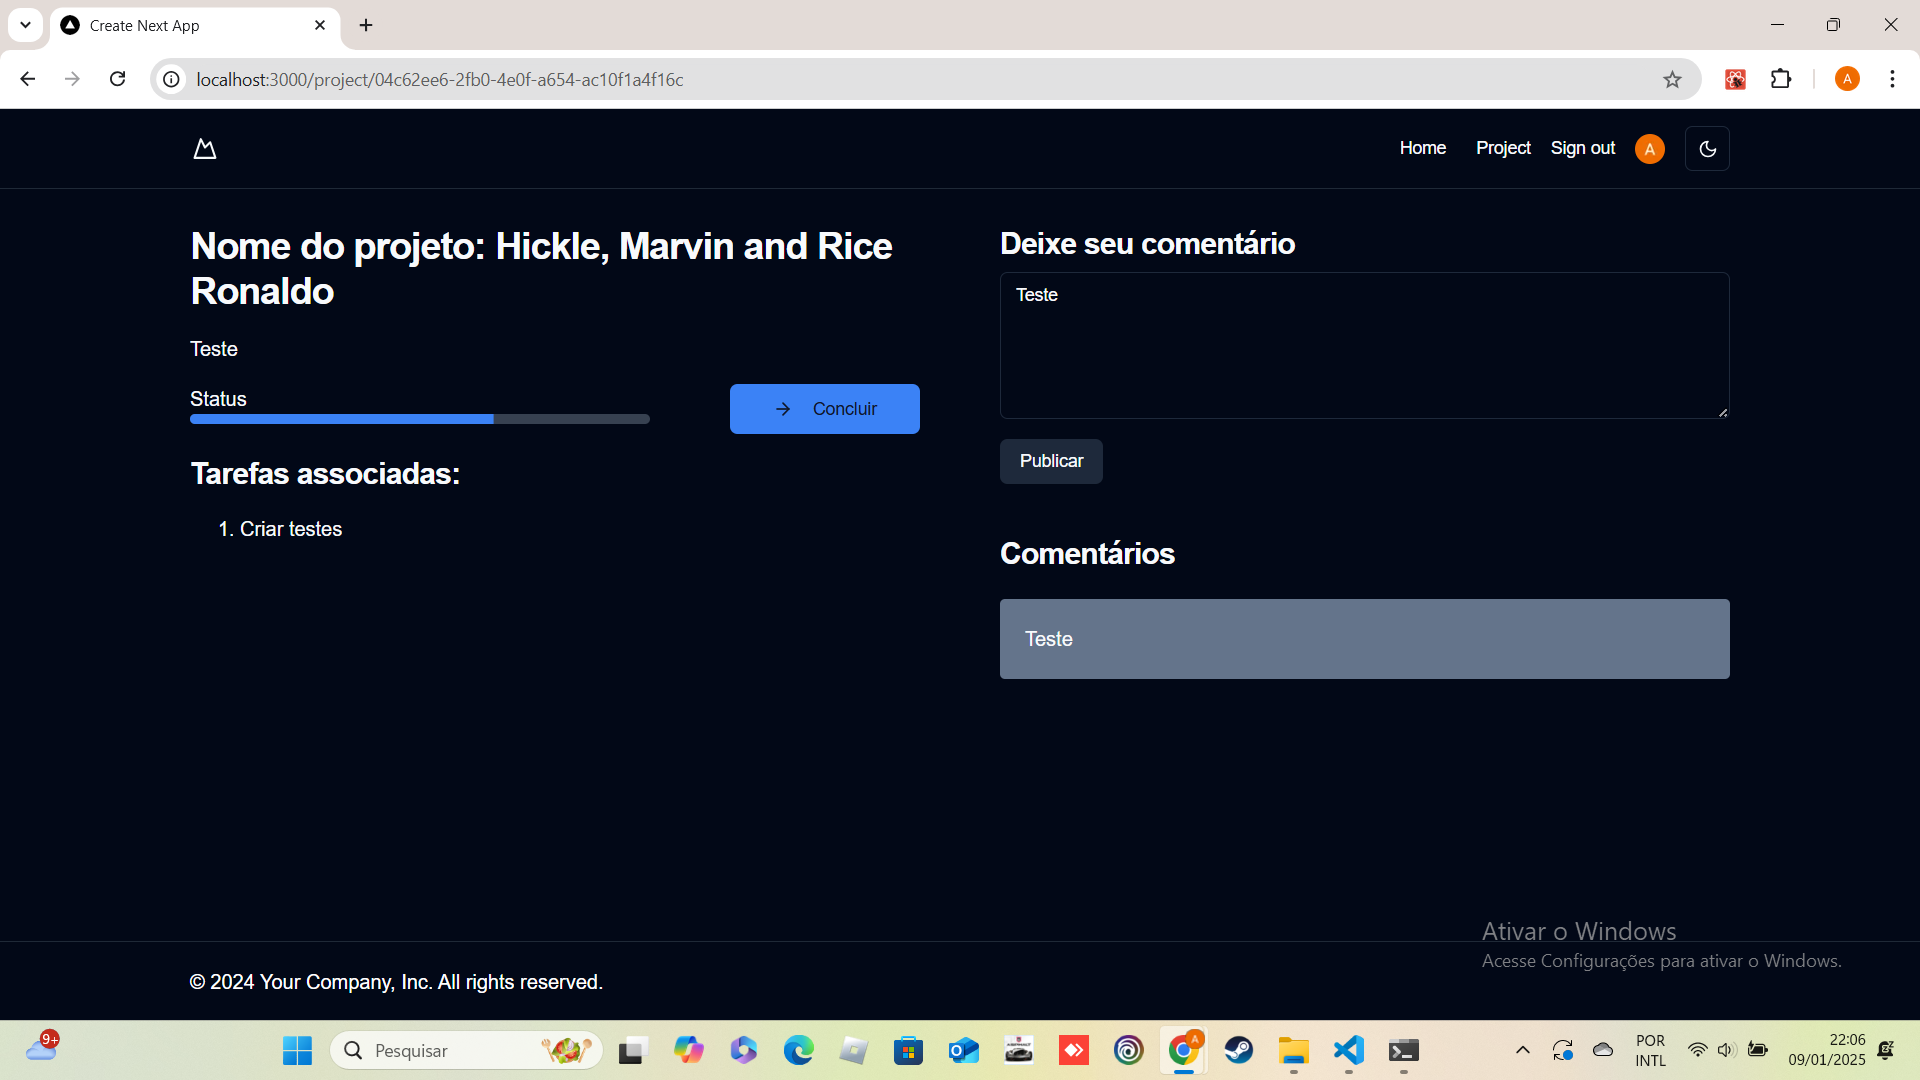 Create Next App
localhost:3000/project/04c62ee6-2fb0-4e0f-a654-ac10f1a4f16c
A
Home Project Sign out A
Nome do projeto: Hickle, Marvin and Rice
Ronaldo
Teste
Status
Concluir
Tarefas associadas:
1. Criar testes
Deixe seu comentário
Teste
Publicar
Comentários
Teste
Ativar o Windows
Acesse Configurações para ativar o Windows.
© 2024 Your Company, Inc. All rights reserved.
9+
Pesquisar
A
POR
INTL
22:06
09/01/2025